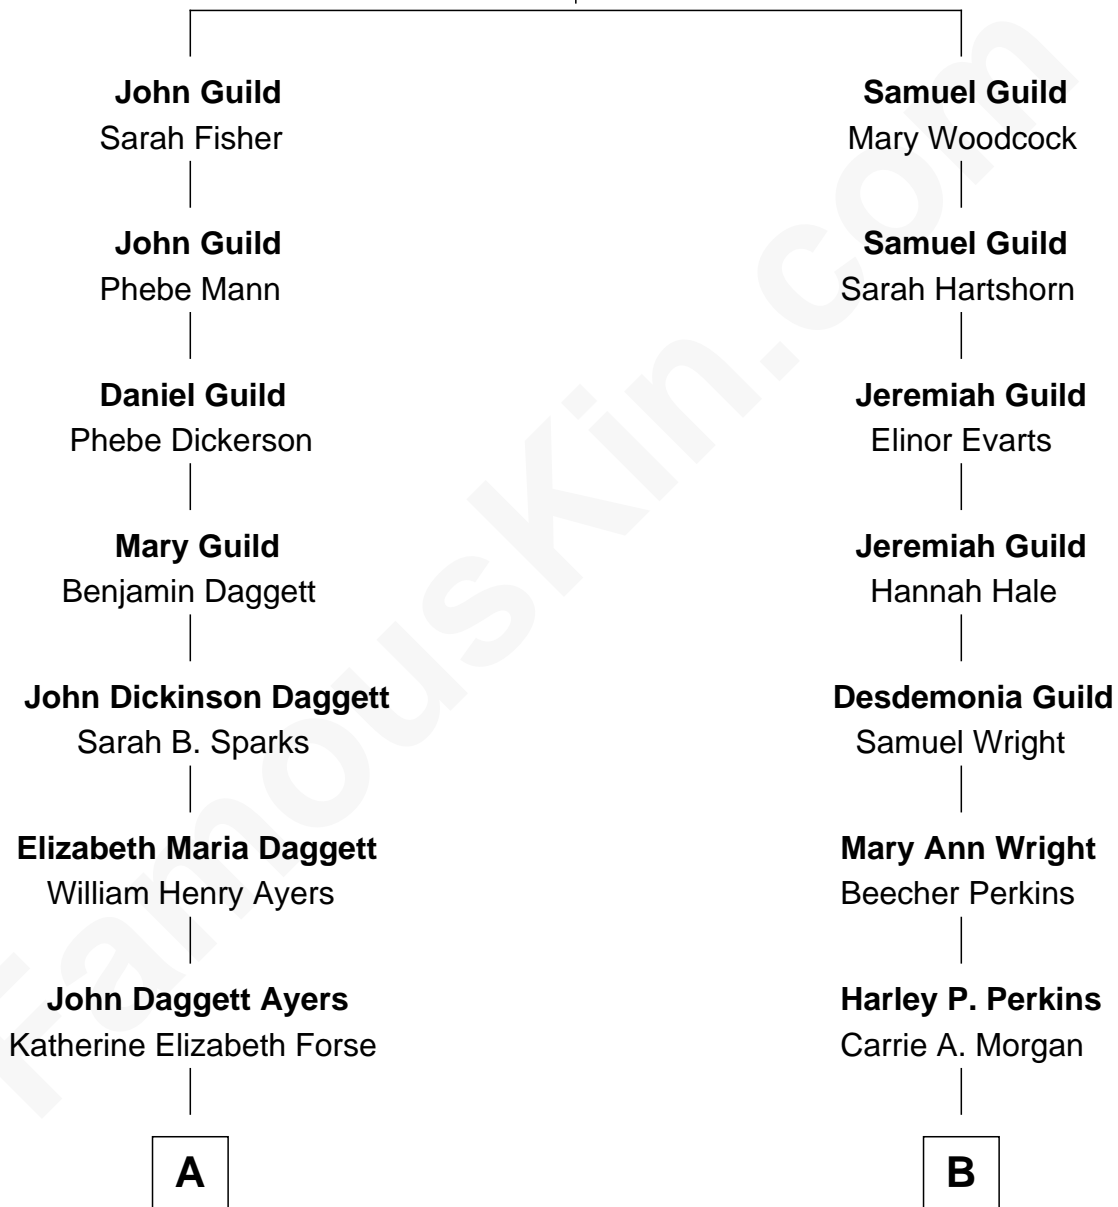 John Guild
Sarah Fisher
John Guild
Phebe Mann
Daniel Guild
Phebe Dickerson
Mary Guild
Benjamin Daggett
John Dickinson Daggett
Sarah B. Sparks
Elizabeth Maria Daggett
William Henry Ayers
John Daggett Ayers
Katherine Elizabeth Forse
A
Samuel Guild
Mary Woodcock
Samuel Guild
Sarah Hartshorn
Jeremiah Guild
Elinor Evarts
Jeremiah Guild
Hannah Hale
Desdemonia Guild
Samuel Wright
Mary Ann Wright
Beecher Perkins
Harley P. Perkins
Carrie A. Morgan
B
FamousKin.com